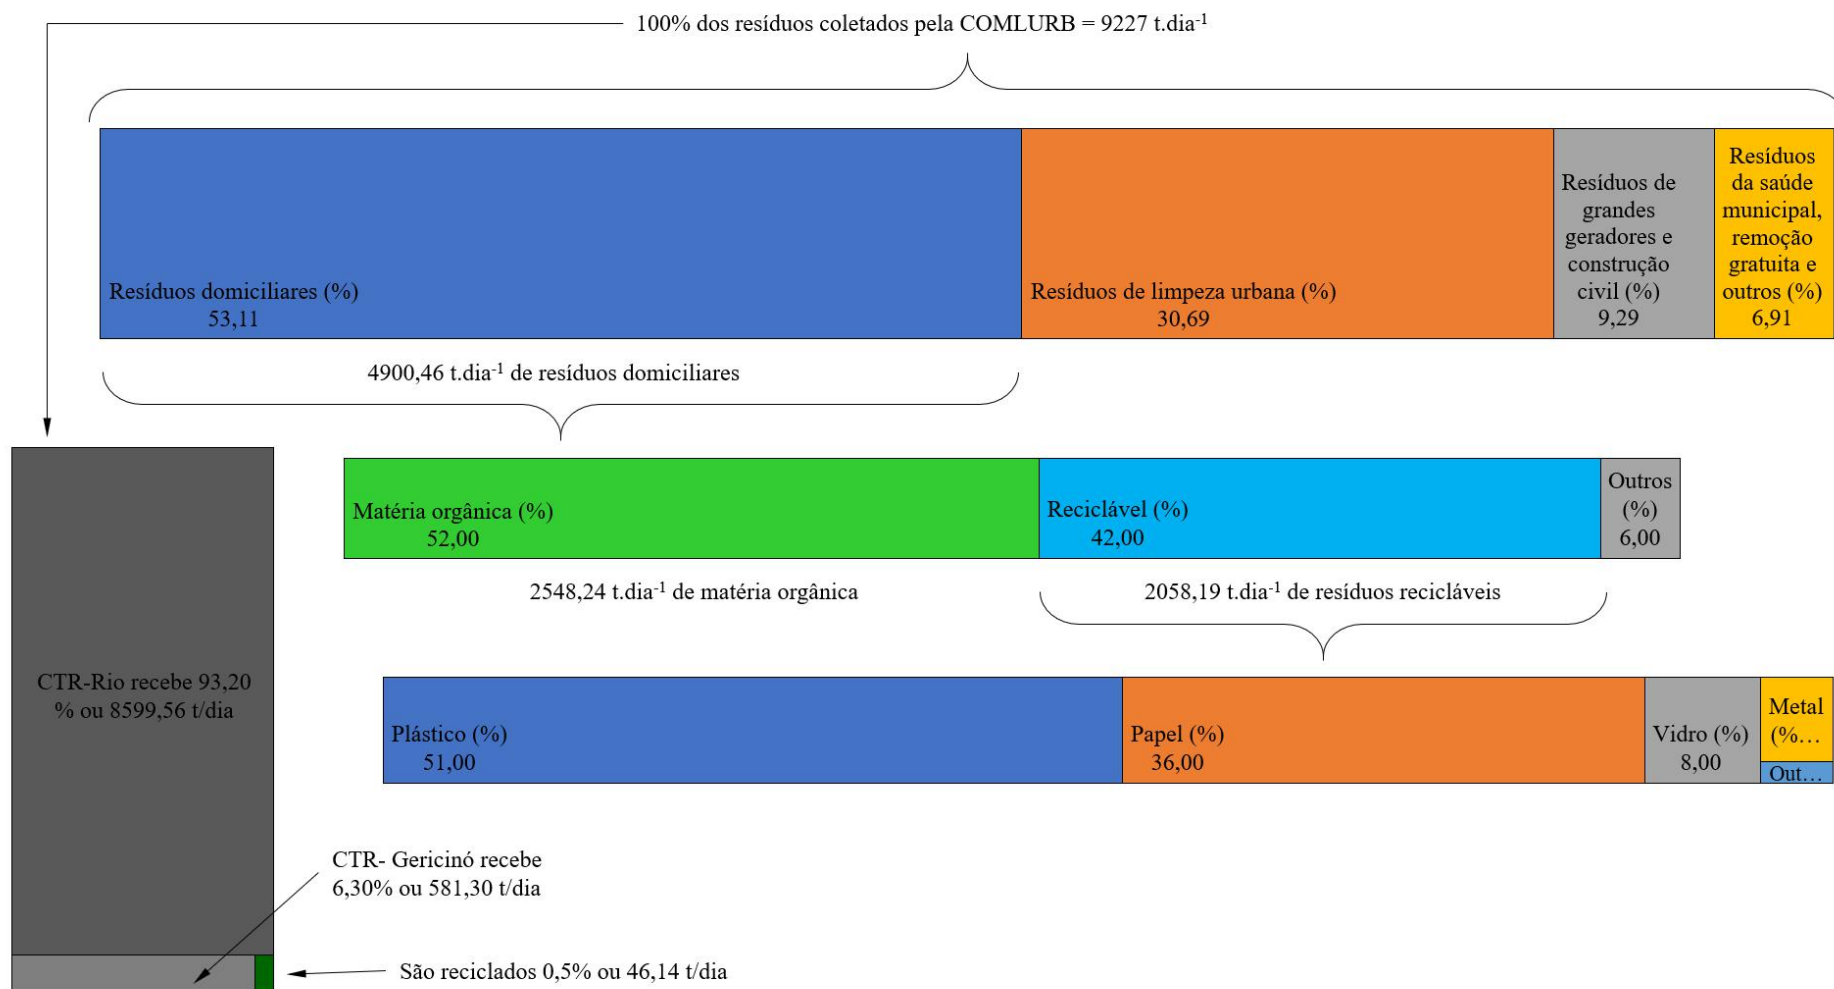 100% dos resíduos coletados pela COMLURB = 9227 t.dia⁻¹
Resíduos domiciliares (%)
53,11
Resíduos de limpeza urbana (%)
30,69
Resíduos de
grandes
geradores e
construção
civil (%)
9,29
Resíduos
da saúde
municipal,
remoção
gratuita e
outros (%)
6,91
4900,46 t.dia⁻¹ de resíduos domiciliares
Matéria orgânica (%)
52,00
Reciclável (%)
42,00
Outros
(%)
6,00
2548,24 t.dia⁻¹ de matéria orgânica
2058,19 t.dia⁻¹ de resíduos recicláveis
CTR-Rio recebe 93,20
% ou 8599,56 t/dia
Plástico (%)
51,00
Papel (%)
36,00
Vidro (%)
8,00
Metal
(%…
Out…
CTR- Gericinó recebe
6,30% ou 581,30 t/dia
São reciclados 0,5% ou 46,14 t/dia